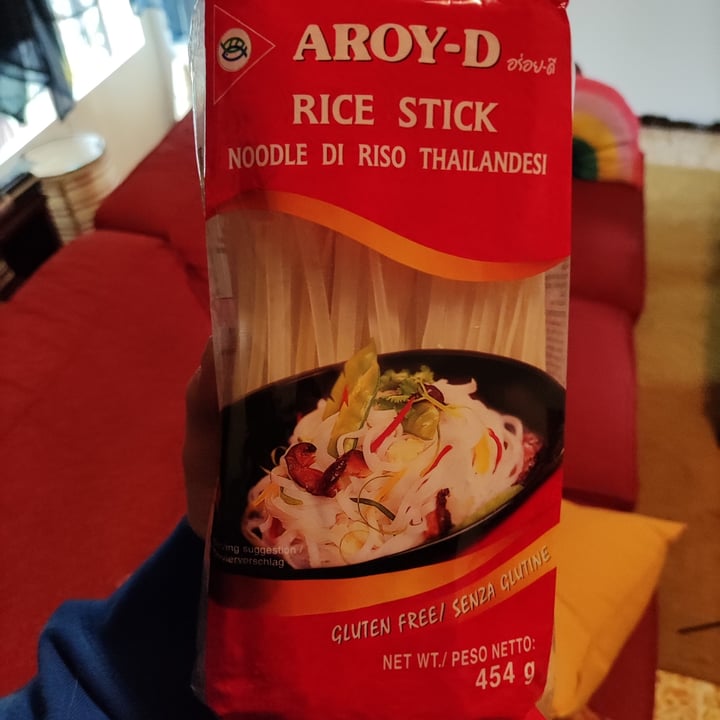 AROY-D
อร่อย-ดี
RICE STICK
NOODLE DI RISO THAILANDESI
suggestion /
GLUTEN FREE/ SENZA GLUTINE
NET WT./ PESO NETTO:
454 g